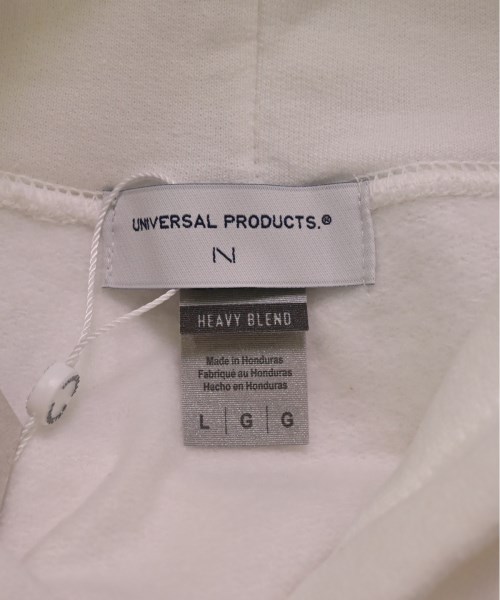 UNIVERSAL PRODUCTS.®
N
HEAVY BLEND
Made in Honduras
Fabriqué au Honduras
Hecho en Honduras
L | G | G